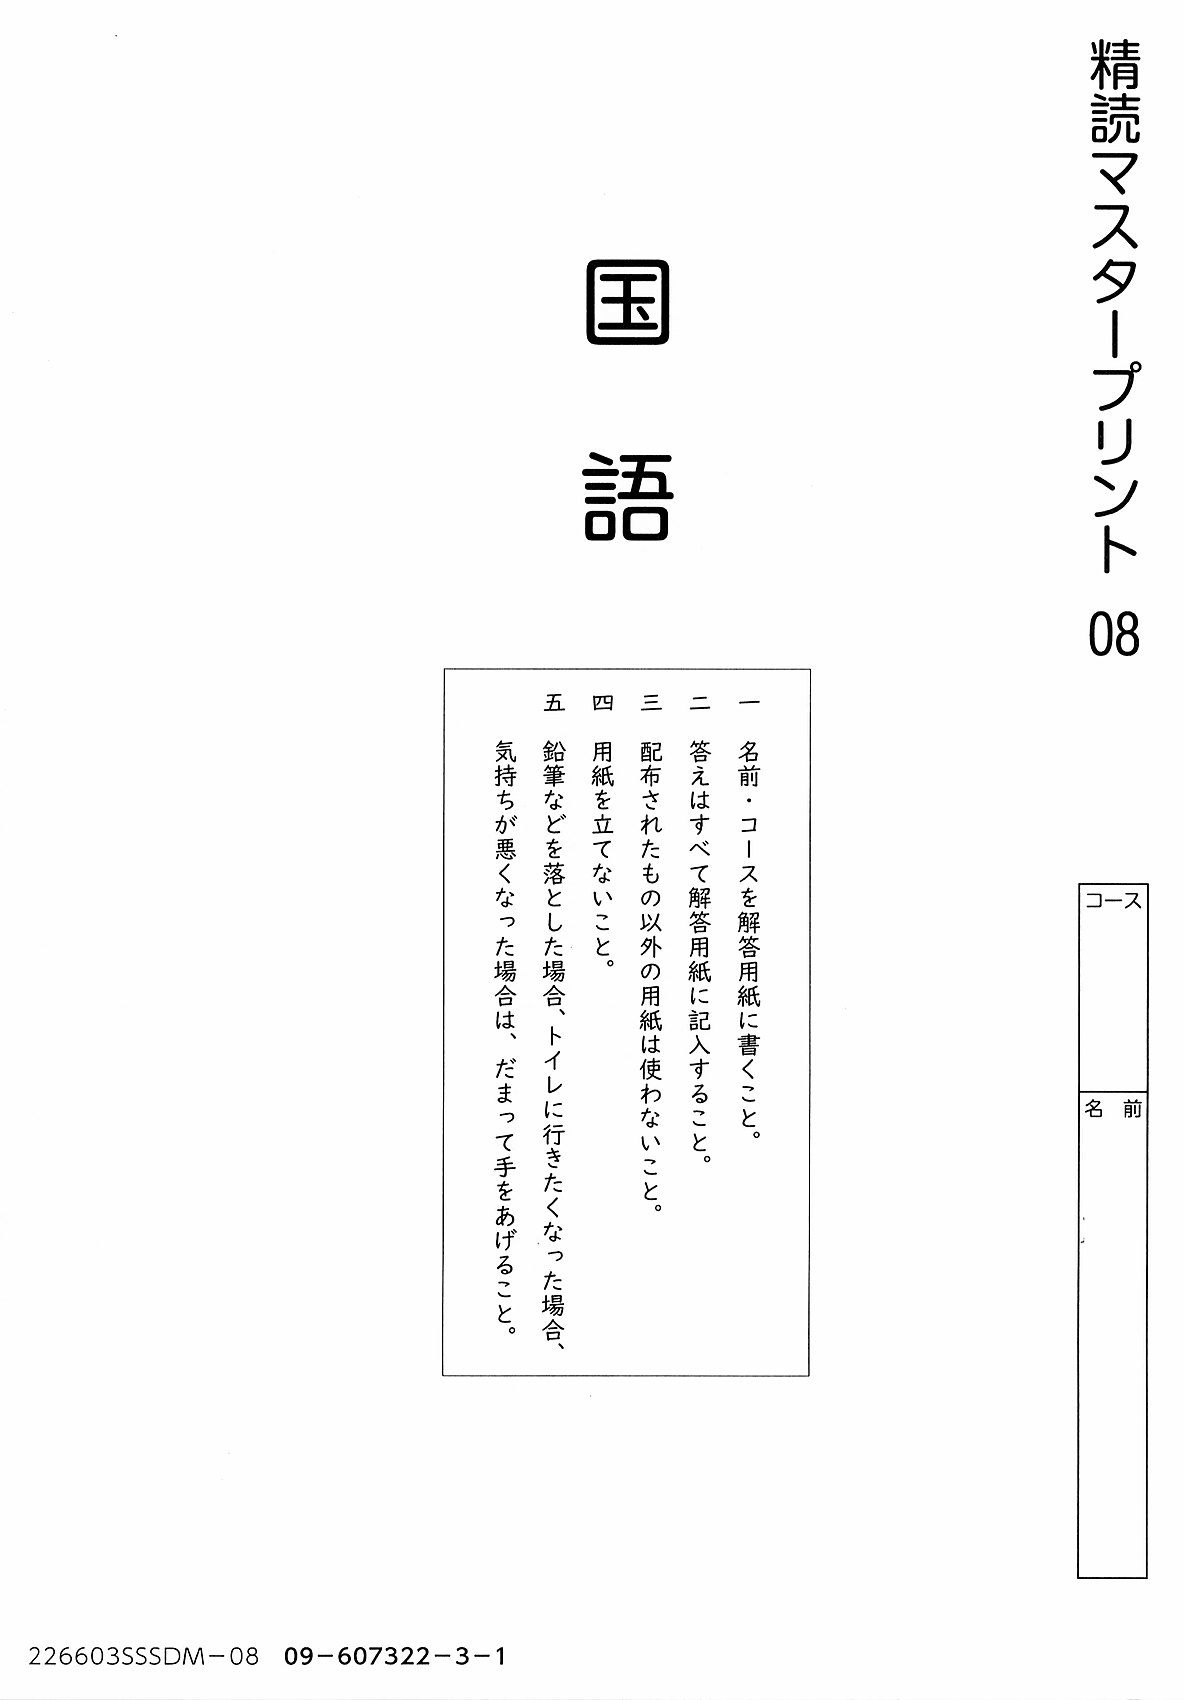 精読マスタープリント 08
コース
名前
国語
一 名前・コースを解答用紙に書くこと。
二 答えはすべて解答用紙に記入すること。
三 配布されたもの以外の用紙は使わないこと。
四 用紙を立てないこと。
五 鉛筆などを落とした場合、トイレに行きたくなった場合、
気持ちが悪くなった場合は、だまって手をあげること。
226603SSSDM-08 09-607322-3-1